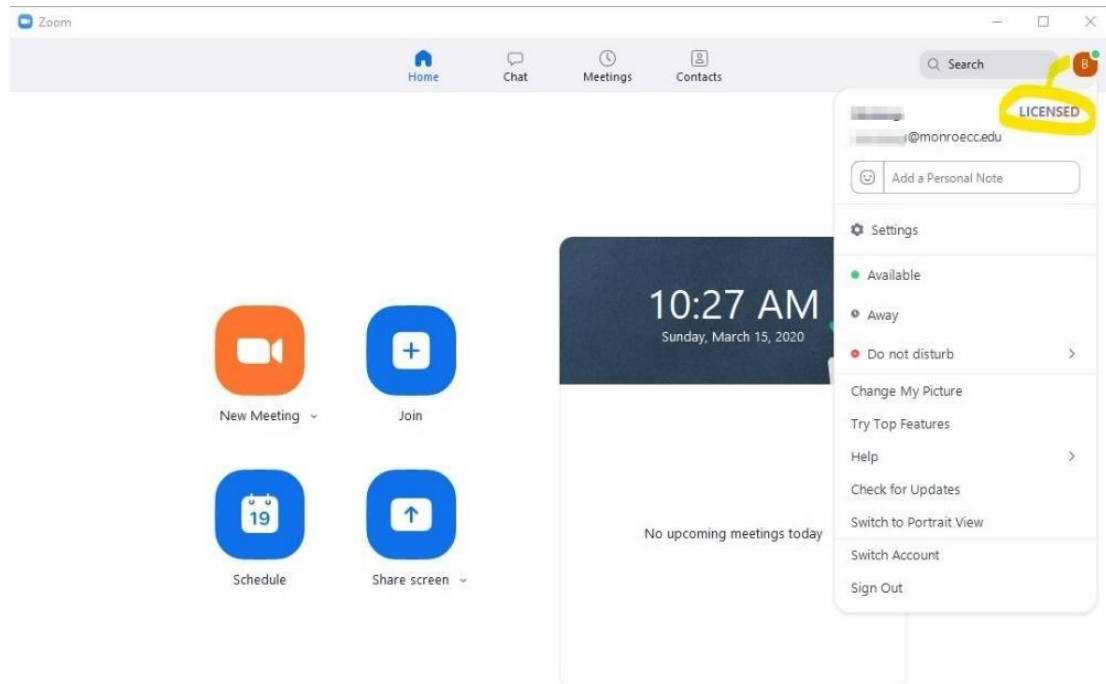 Zoom
Home
Chat
Meetings
Contacts
Search
B
LICENSED
@monroecc.edu
Add a Personal Note
Settings
Available
Away
Do not disturb
Change My Picture
Try Top Features
Help
Check for Updates
Switch to Portrait View
Switch Account
Sign Out
10:27 AM
Sunday, March 15, 2020
No upcoming meetings today
New Meeting
Join
19
Schedule
Share screen